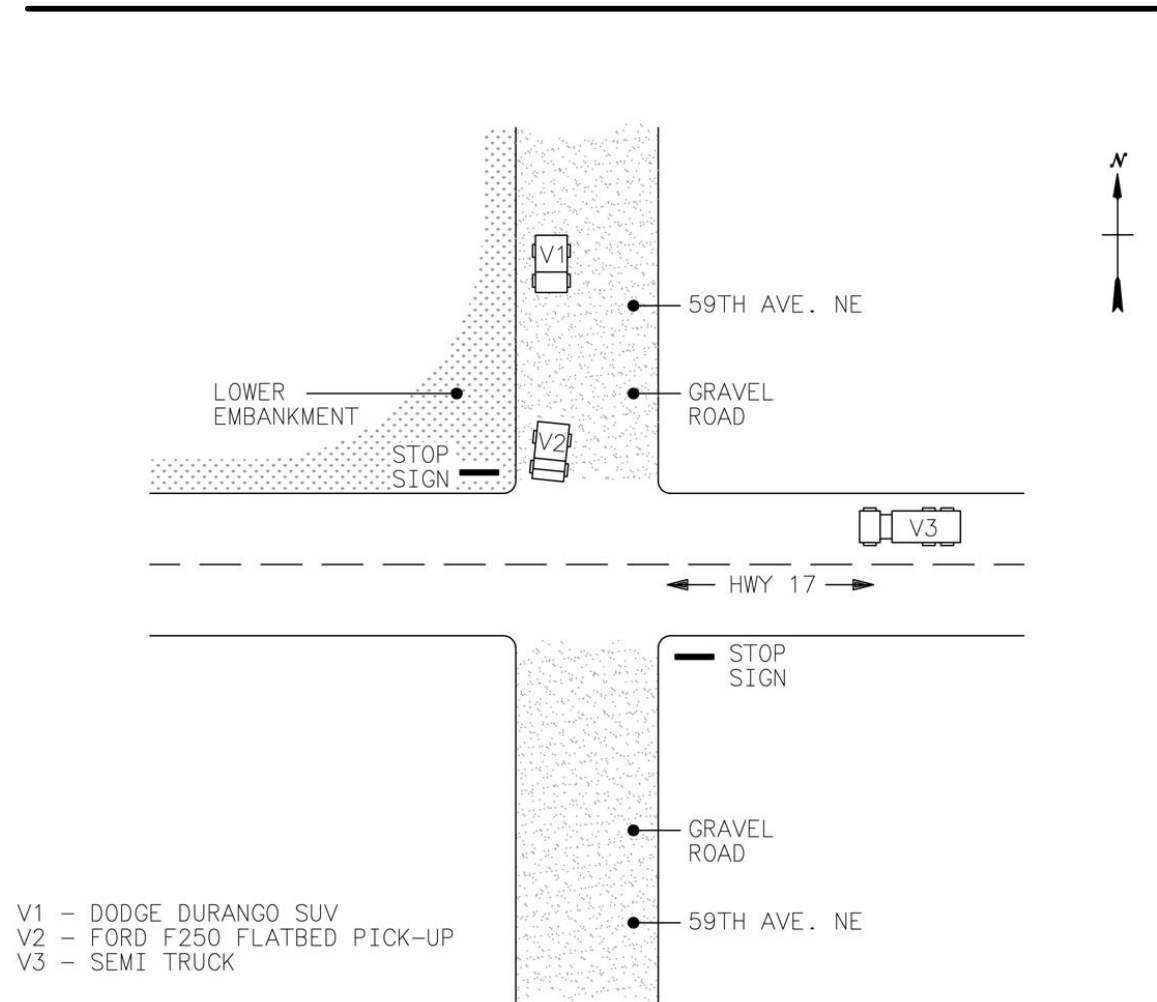 N
V1
59TH AVE. NE
LOWER
EMBANKMENT
GRAVEL
ROAD
V2
STOP
SIGN
V3
HWY 17
STOP
SIGN
GRAVEL
ROAD
59TH AVE. NE
V1 – DODGE DURANGO SUV
V2 – FORD F250 FLATBED PICK–UP
V3 – SEMI TRUCK